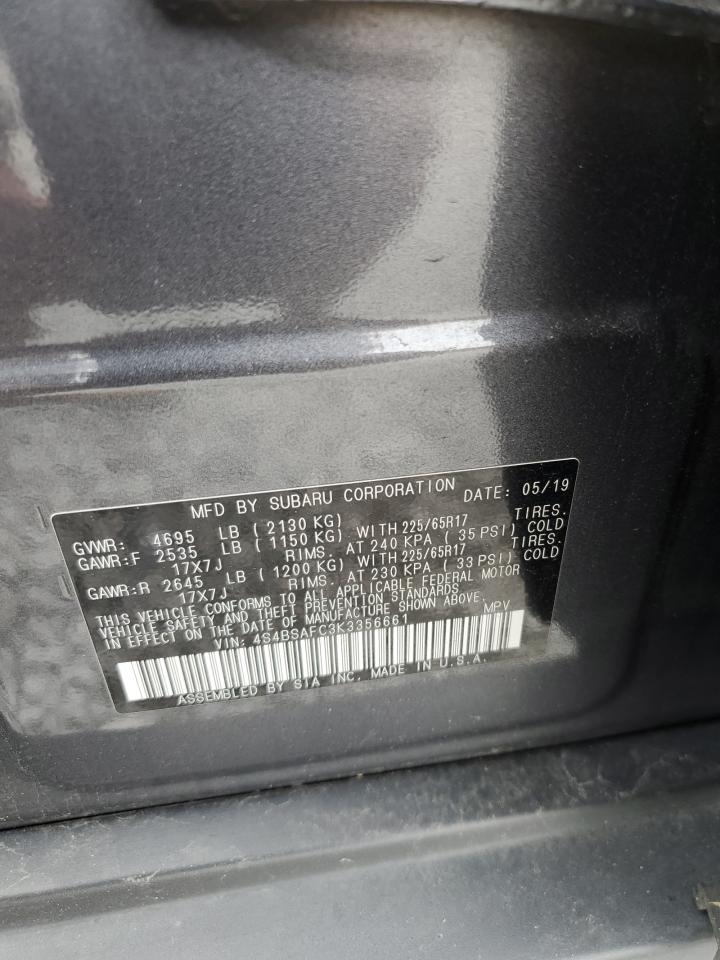 MFD BY SUBARU CORPORATION DATE: 05/19
GVWR: 4695 LB ( 2130 KG) TIRES.
GAWR:F 2535 LB ( 1150 KG) WITH 225/65R17
17X7J RIMS. AT 240 KPA ( 35 PSI) COLD
GAWR:R 2645 LB ( 1200 KG) WITH 225/65R17 TIRES.
17X7J RIMS. AT 230 KPA ( 33 PSI) COLD
THIS VEHICLE CONFORMS TO ALL APPLICABLE FEDERAL MOTOR
VEHICLE SAFETY AND THEFT PREVENTION STANDARDS
IN EFFECT ON THE DATE OF MANUFACTURE SHOWN ABOVE.
VIN: 4S4BSAFC3K3356661 MPV
ASSEMBLED BY SIA INC, MADE IN U.S.A.